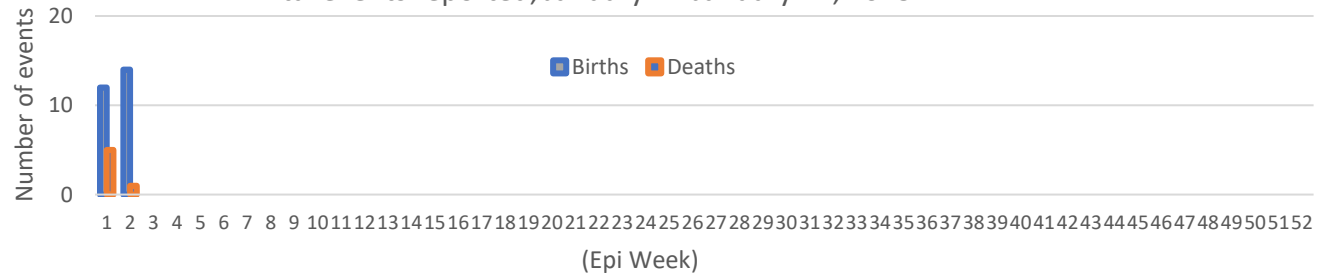 Number of events
20
10
0
Births Deaths
1 2 3 4 5 6 7 8 9 10 11 12 13 14 15 16 17 18 19 20 21 22 23 24 25 26 27 28 29 30 31 32 33 34 35 36 37 38 39 40 41 42 43 44 45 46 47 48 49 50 51 52
(Epi Week)